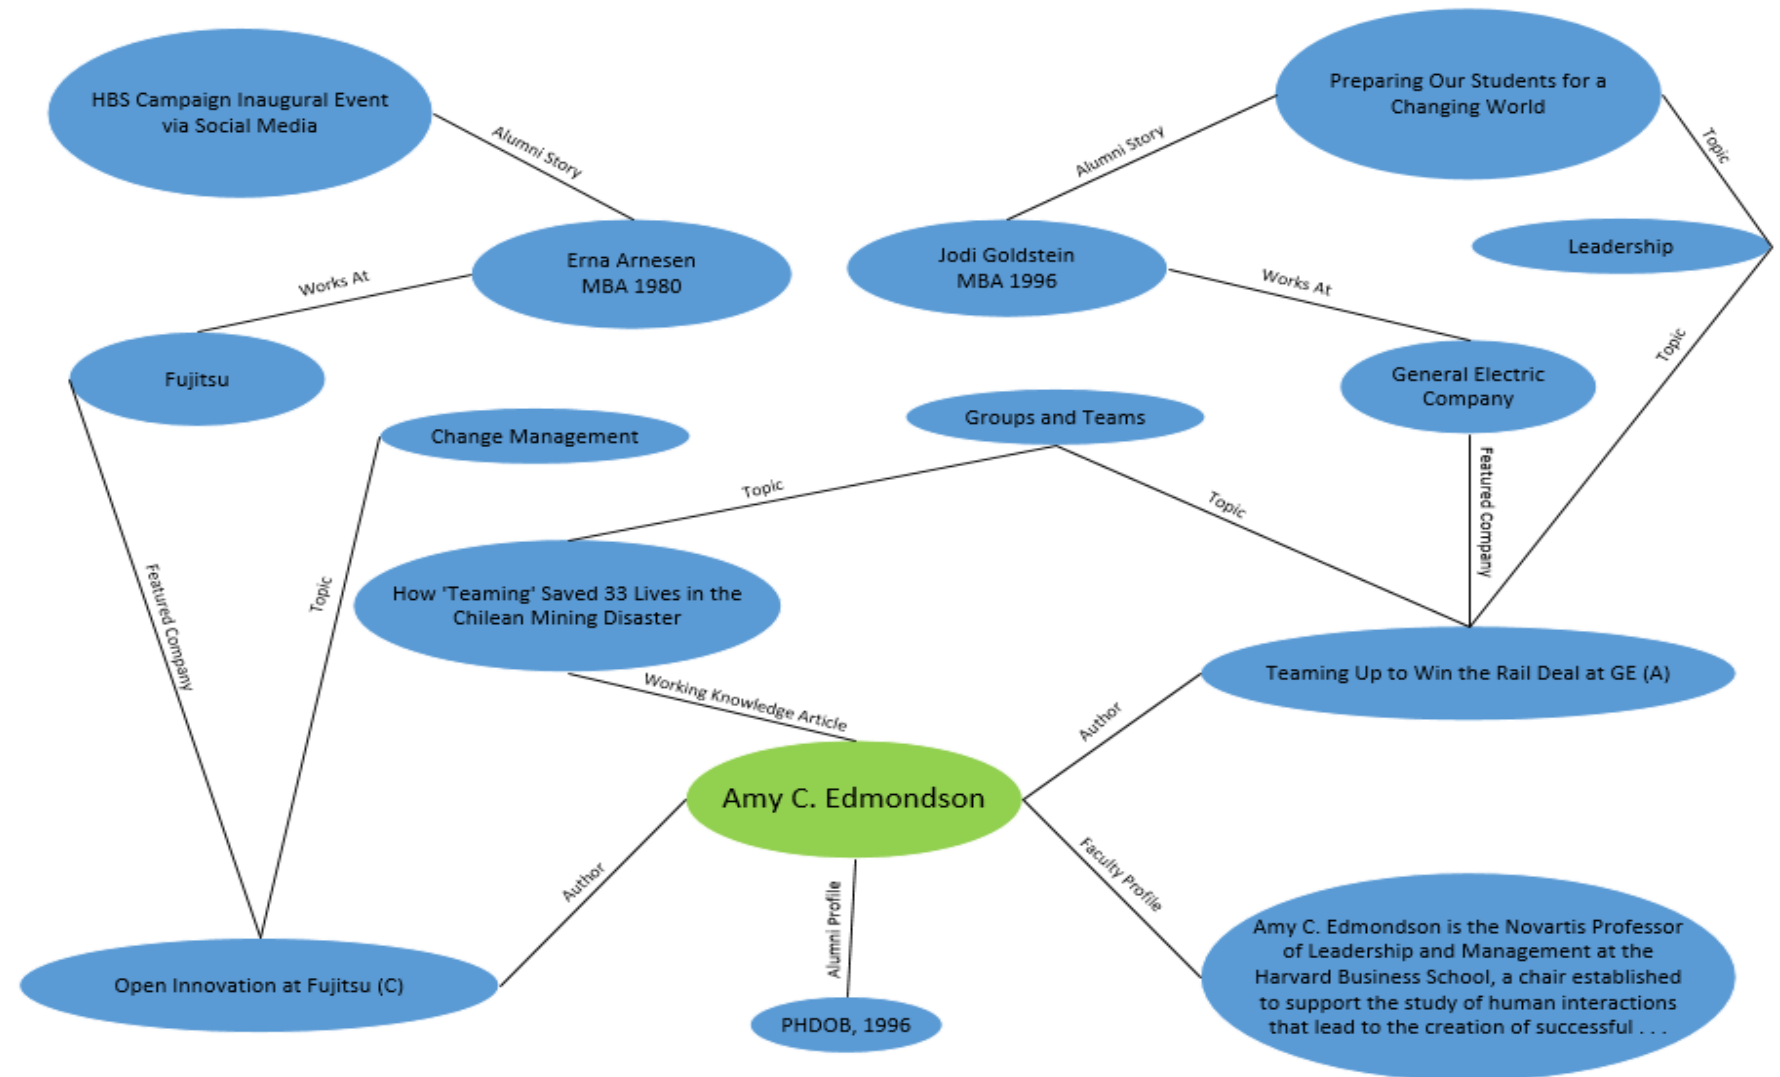 HBS Campaign Inaugural Event
via Social Media
Preparing Our Students for a
Changing World
Alumni Story
Alumni Story
Topic
Erna Arnesen
MBA 1980
Jodi Goldstein
MBA 1996
Leadership
Works At
Works At
Topic
Fujitsu
General Electric
Company
Change Management
Groups and Teams
Topic
Topic
Featured Company
Featured Company
Topic
How 'Teaming' Saved 33 Lives in the
Chilean Mining Disaster
Teaming Up to Win the Rail Deal at GE (A)
Working Knowledge Article
Author
Amy C. Edmondson
Author
Alumni Profile
Faculty Profile
Open Innovation at Fujitsu (C)
PHDOB, 1996
Amy C. Edmondson is the Novartis Professor
of Leadership and Management at the
Harvard Business School, a chair established
to support the study of human interactions
that lead to the creation of successful . . .